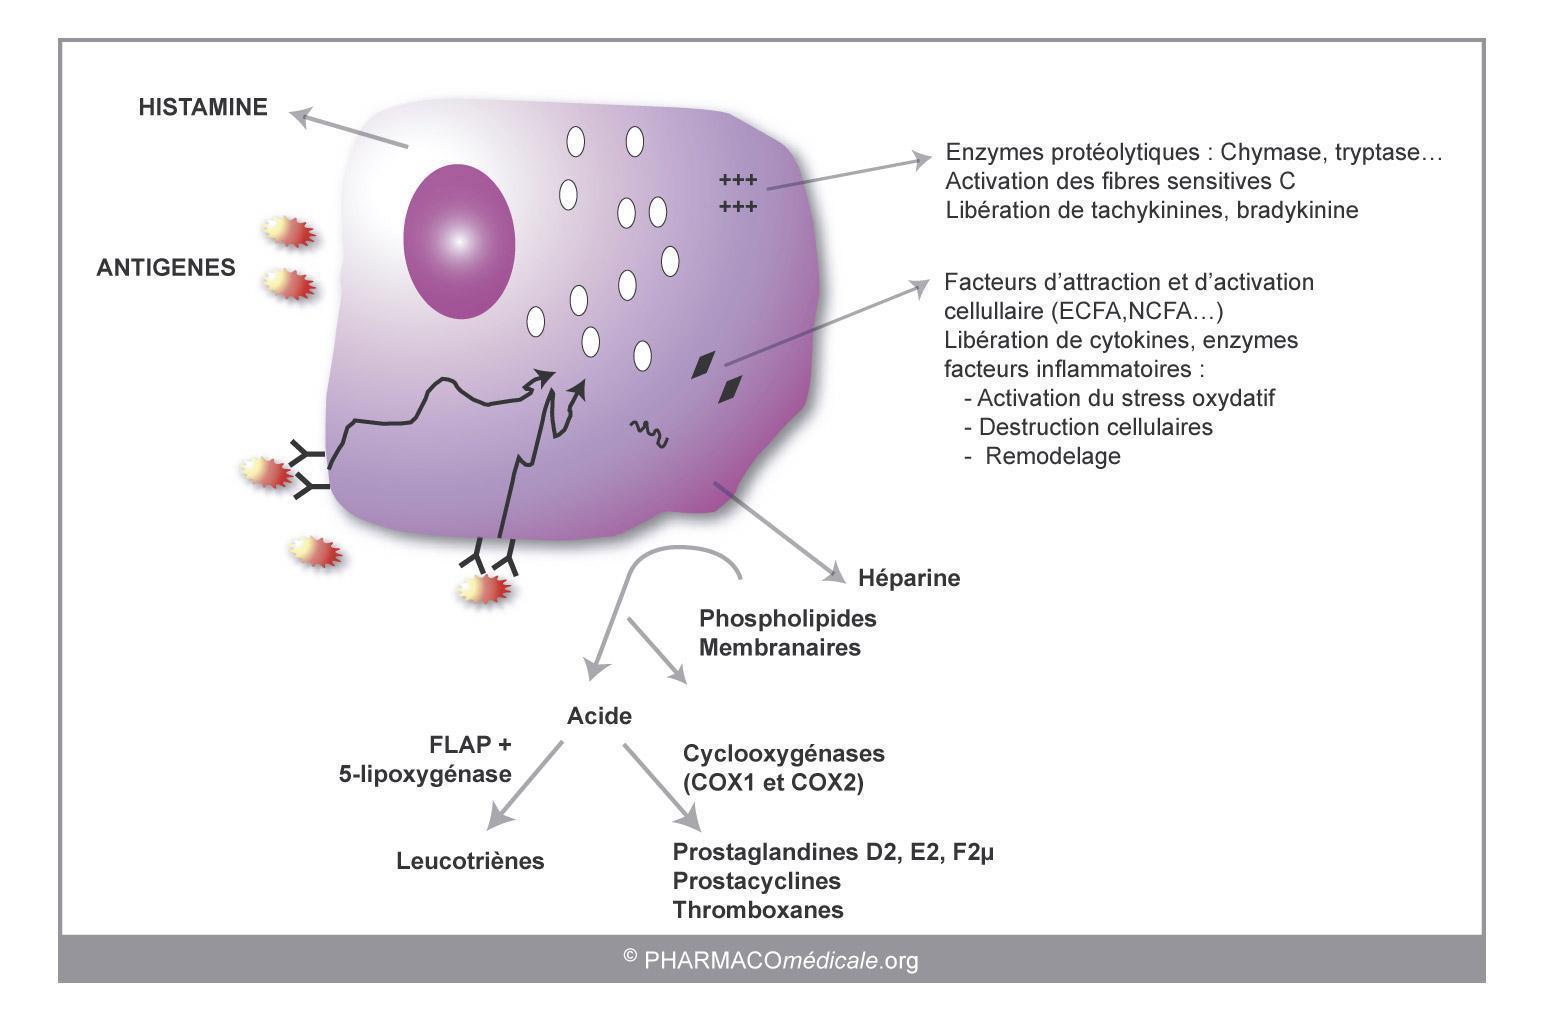 HISTAMINE
ANTIGENES
+++
+++
Enzymes protéolytiques : Chymase, tryptase…
Activation des fibres sensitives C
Libération de tachykinines, bradykinine
Facteurs d’attraction et d’activation
cellullaire (ECFA,NCFA…)
Libération de cytokines, enzymes
facteurs inflammatoires :
- Activation du stress oxydatif
- Destruction cellulaires
- Remodelage
Héparine
Phospholipides
Membranaires
Acide
FLAP +
5-lipoxygénase
Cyclooxygénases
(COX1 et COX2)
Leucotriènes
Prostaglandines D2, E2, F2µ
Prostacyclines
Thromboxanes
© PHARMACOmédicale.org